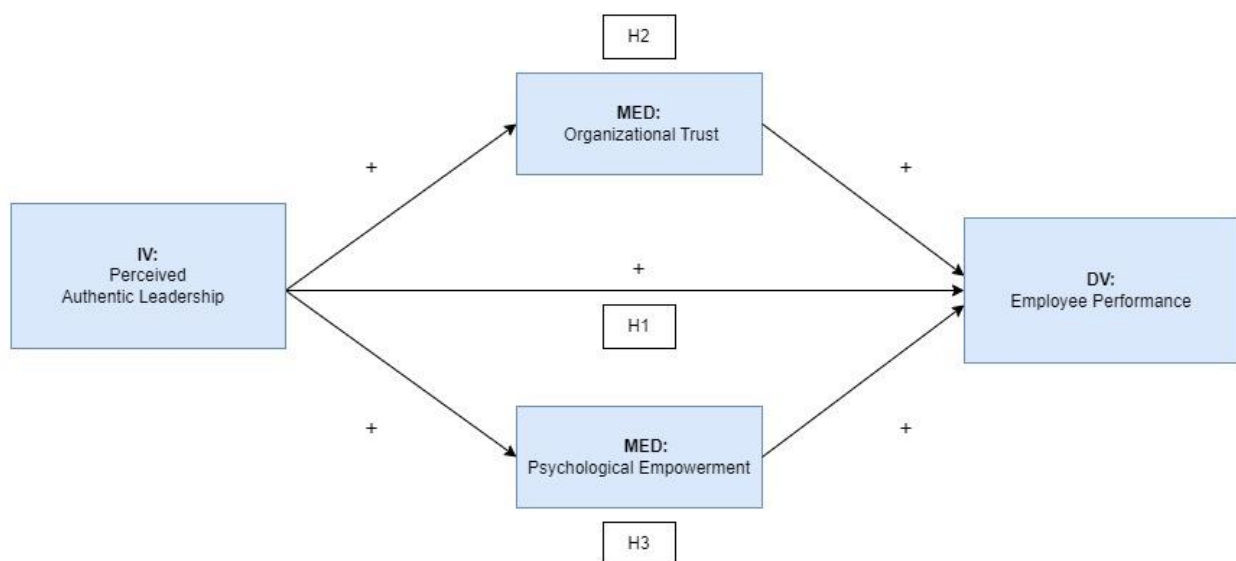 H2
MED:
Organizational Trust
+
+
IV:
Perceived
Authentic Leadership
+
DV:
Employee Performance
H1
+
+
MED:
Psychological Empowerment
H3